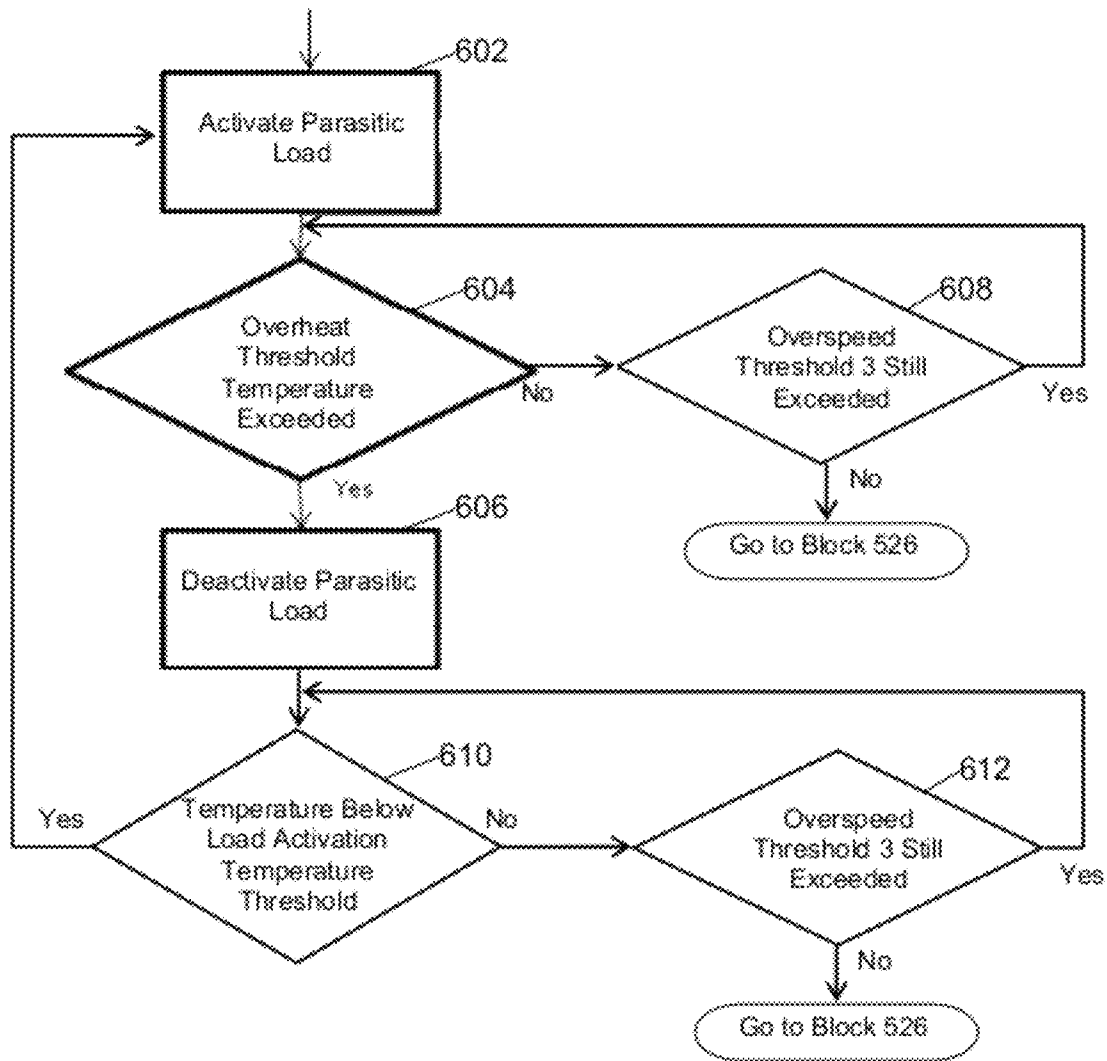 602
Activate Parasitic
Load
604
Overheat
Threshold
Temperature
Exceeded
No
Yes
608
Overspeed
Threshold 3 Still
Exceeded
Yes
No
Go to Block 526
606
Deactivate Parasitic
Load
610
Temperature Below
Load Activation
Temperature
Threshold
Yes
No
612
Overspeed
Threshold 3 Still
Exceeded
Yes
No
Go to Block 526